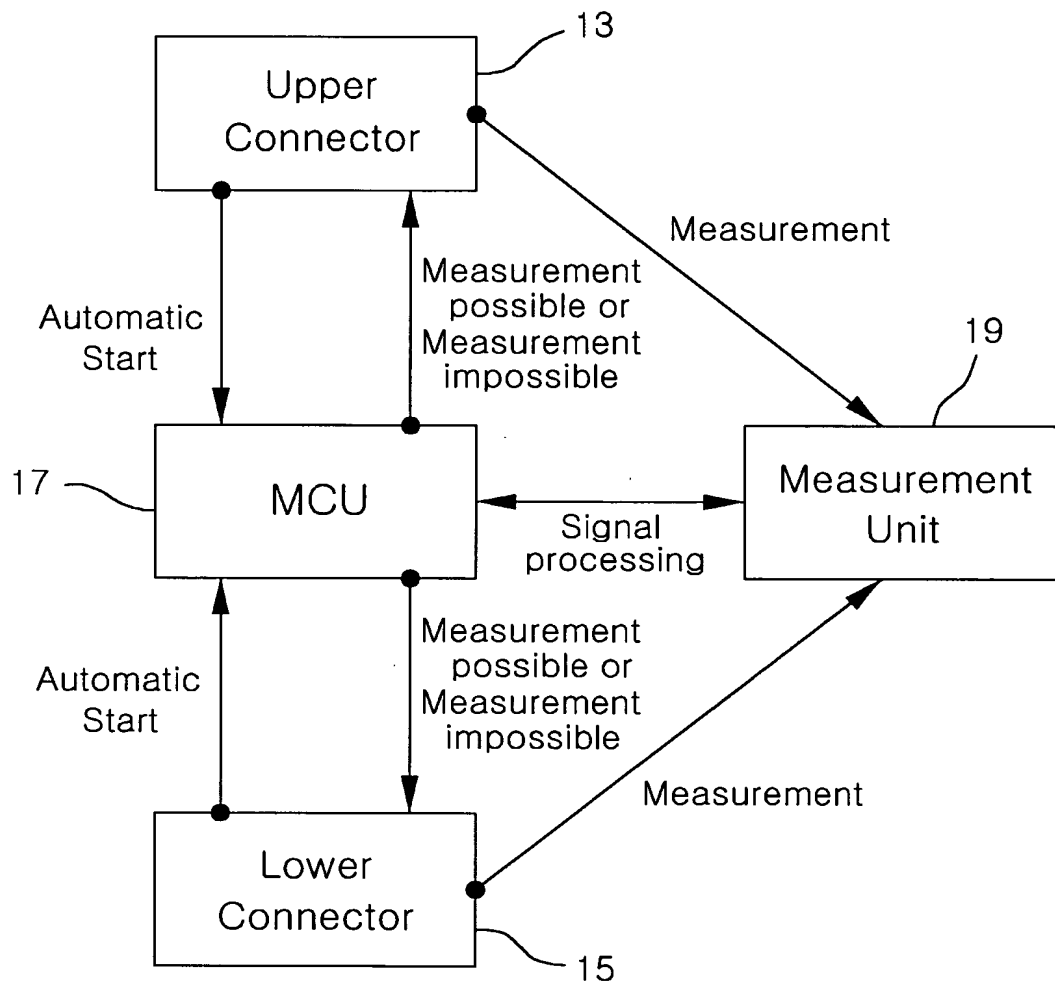 13
Upper
Connector
Measurement
Automatic
Start
Measurement
possible or
Measurement
impossible
19
17
MCU
Signal
processing
Measurement
Unit
Automatic
Start
Measurement
possible or
Measurement
impossible
Measurement
Lower
Connector
15